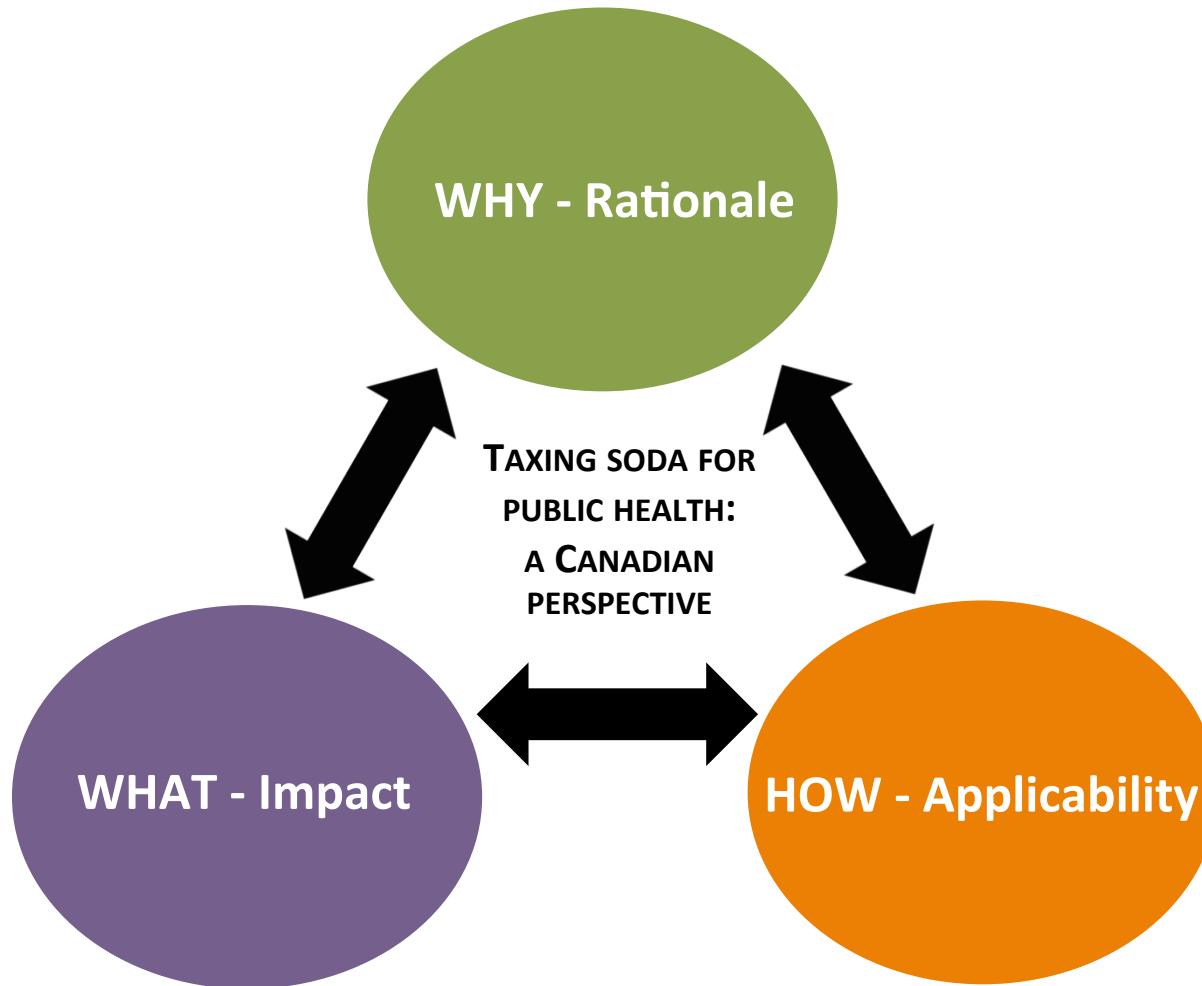 WHY - Rationale
TAXING SODA FOR
PUBLIC HEALTH:
A CANADIAN
PERSPECTIVE
WHAT - Impact
HOW - Applicability